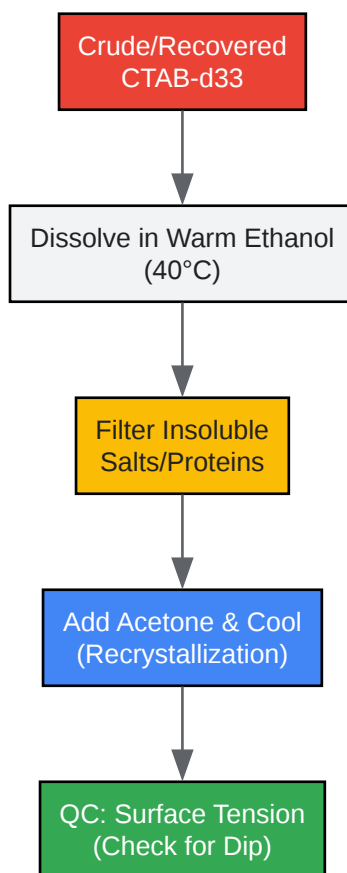 Crude/Recovered
CTAB-d33
Dissolve in Warm Ethanol
(40°C)
Filter Insoluble
Salts/Proteins
Add Acetone & Cool
(Recrystallization)
QC: Surface Tension
(Check for Dip)